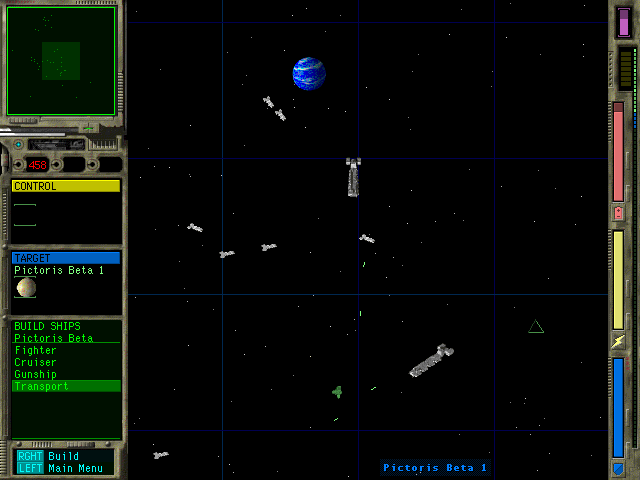 458
CONTROL
TARGET
Pictoris Beta 1
BUILD SHIPS
Pictoris Beta
Fighter
Cruiser
Gunship
Transport
RGHT Build
LEFT Main Menu
Pictoris Beta 1